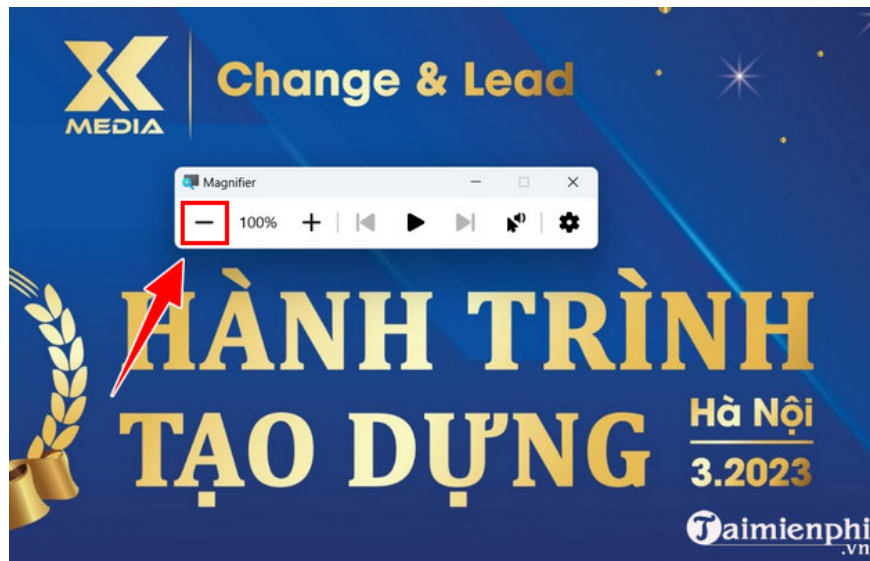 X
MEDIA
Change & Lead
Magnifier
100%
HÀNH TRÌNH
TẠO DỰNG
Hà Nội
3.2023
Taimienphi
.vn